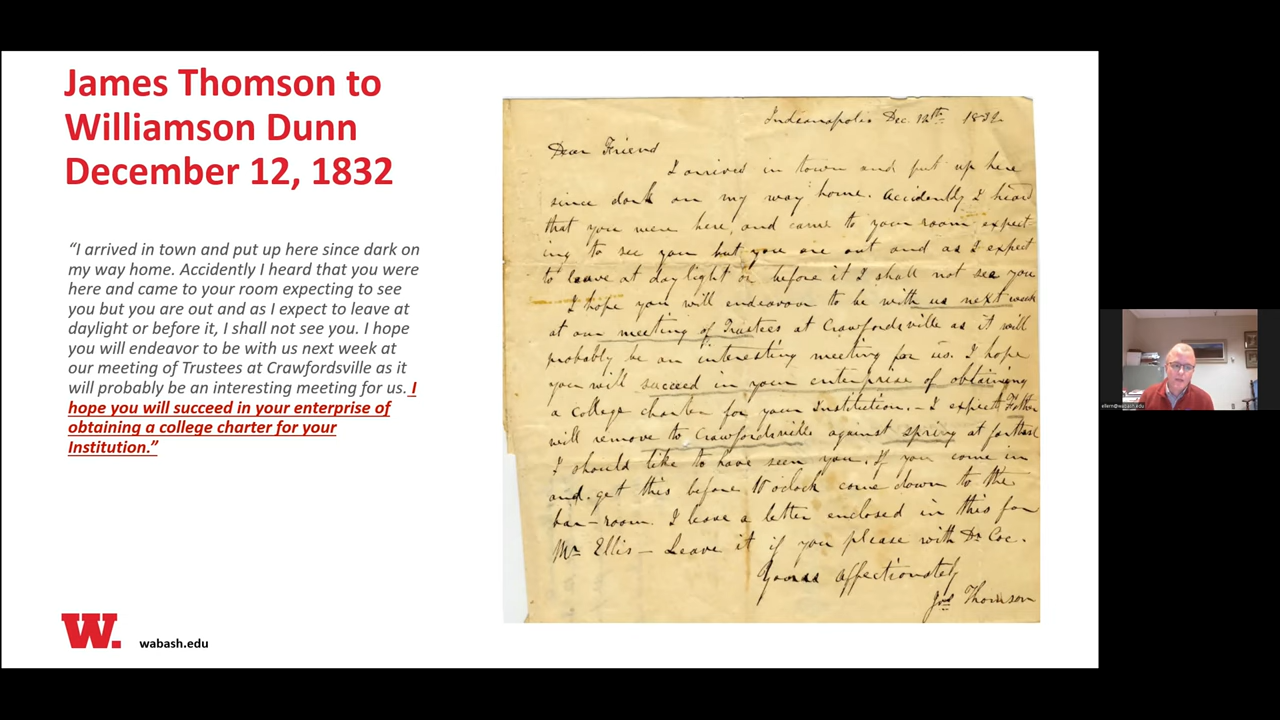 James Thomson to
Williamson Dunn
December 12, 1832
“I arrived in town and put up here since dark on
my way home. Accidently I heard that you were
here and came to your room expecting to see
you but you are out and as I expect to leave at
daylight or before it, I shall not see you. I hope
you will endeavor to be with us next week at
our meeting of Trustees at Crawfordsville as it
will probably be an interesting meeting for us. I
hope you will succeed in your enterprise of
obtaining a college charter for your
Institution.”
W.
wabash.edu
Indianapolis Dec. 12th 1832
Dear Friend
I arrived in town and put up here
since dark on my way home. Accidently I heard
that you were here, and came to your room expect-
ing to see you but you are out and as I expect
to leave at daylight or before it I shall not see you
I hope you will endeavour to be with us next week
at our meeting of Trustees at Crawfordsville as it will
probably be an interesting meeting for us. I hope
you will succeed in your enterprise of obtaining
a college charter for your Institution. – I expect Father
will remove to Crawfordsville against spring at farthest
I should like to have seen you. If you come in
and get this before 10 oclock come down to the
bar-room. I leave a letter enclosed in this for
Mr Ellis – Leave it if you please with Dr Coe.
Yours affectionately
Jas Thomson
ellern@wabash.edu